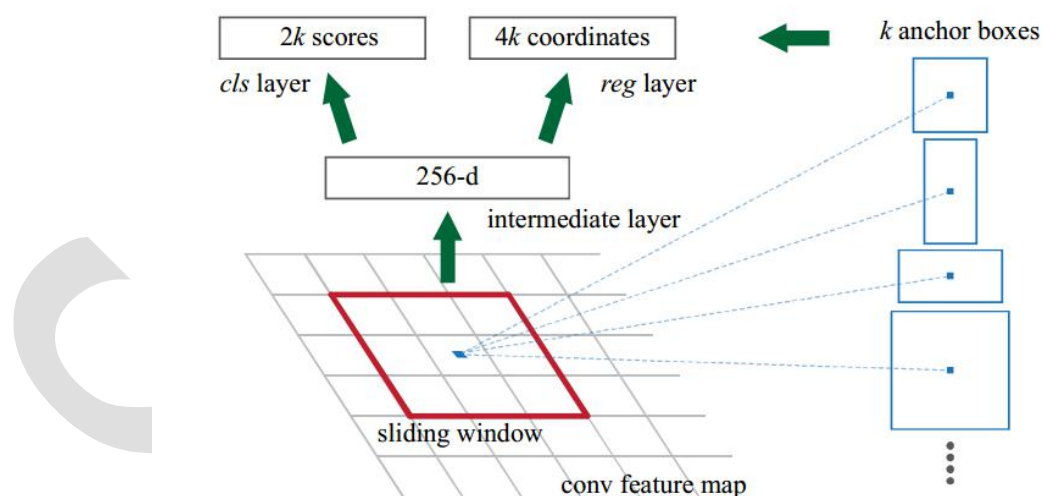 2k scores
4k coordinates
k anchor boxes
cls layer
reg layer
256-d
intermediate layer
sliding window
conv feature map